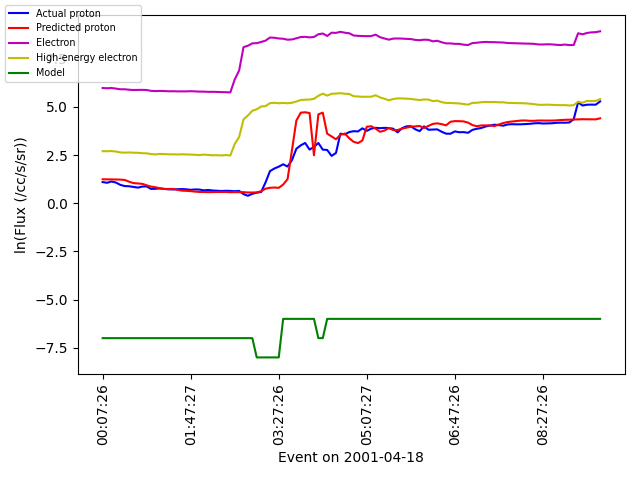 Actual proton
Predicted proton
Electron
High-energy electron
Model
5.0
2.5
0.0
−2.5
−5.0
−7.5
ln(Flux (/cc/s/sr))
00:07:26
01:47:27
03:27:26
05:07:27
06:47:26
08:27:26
Event on 2001-04-18